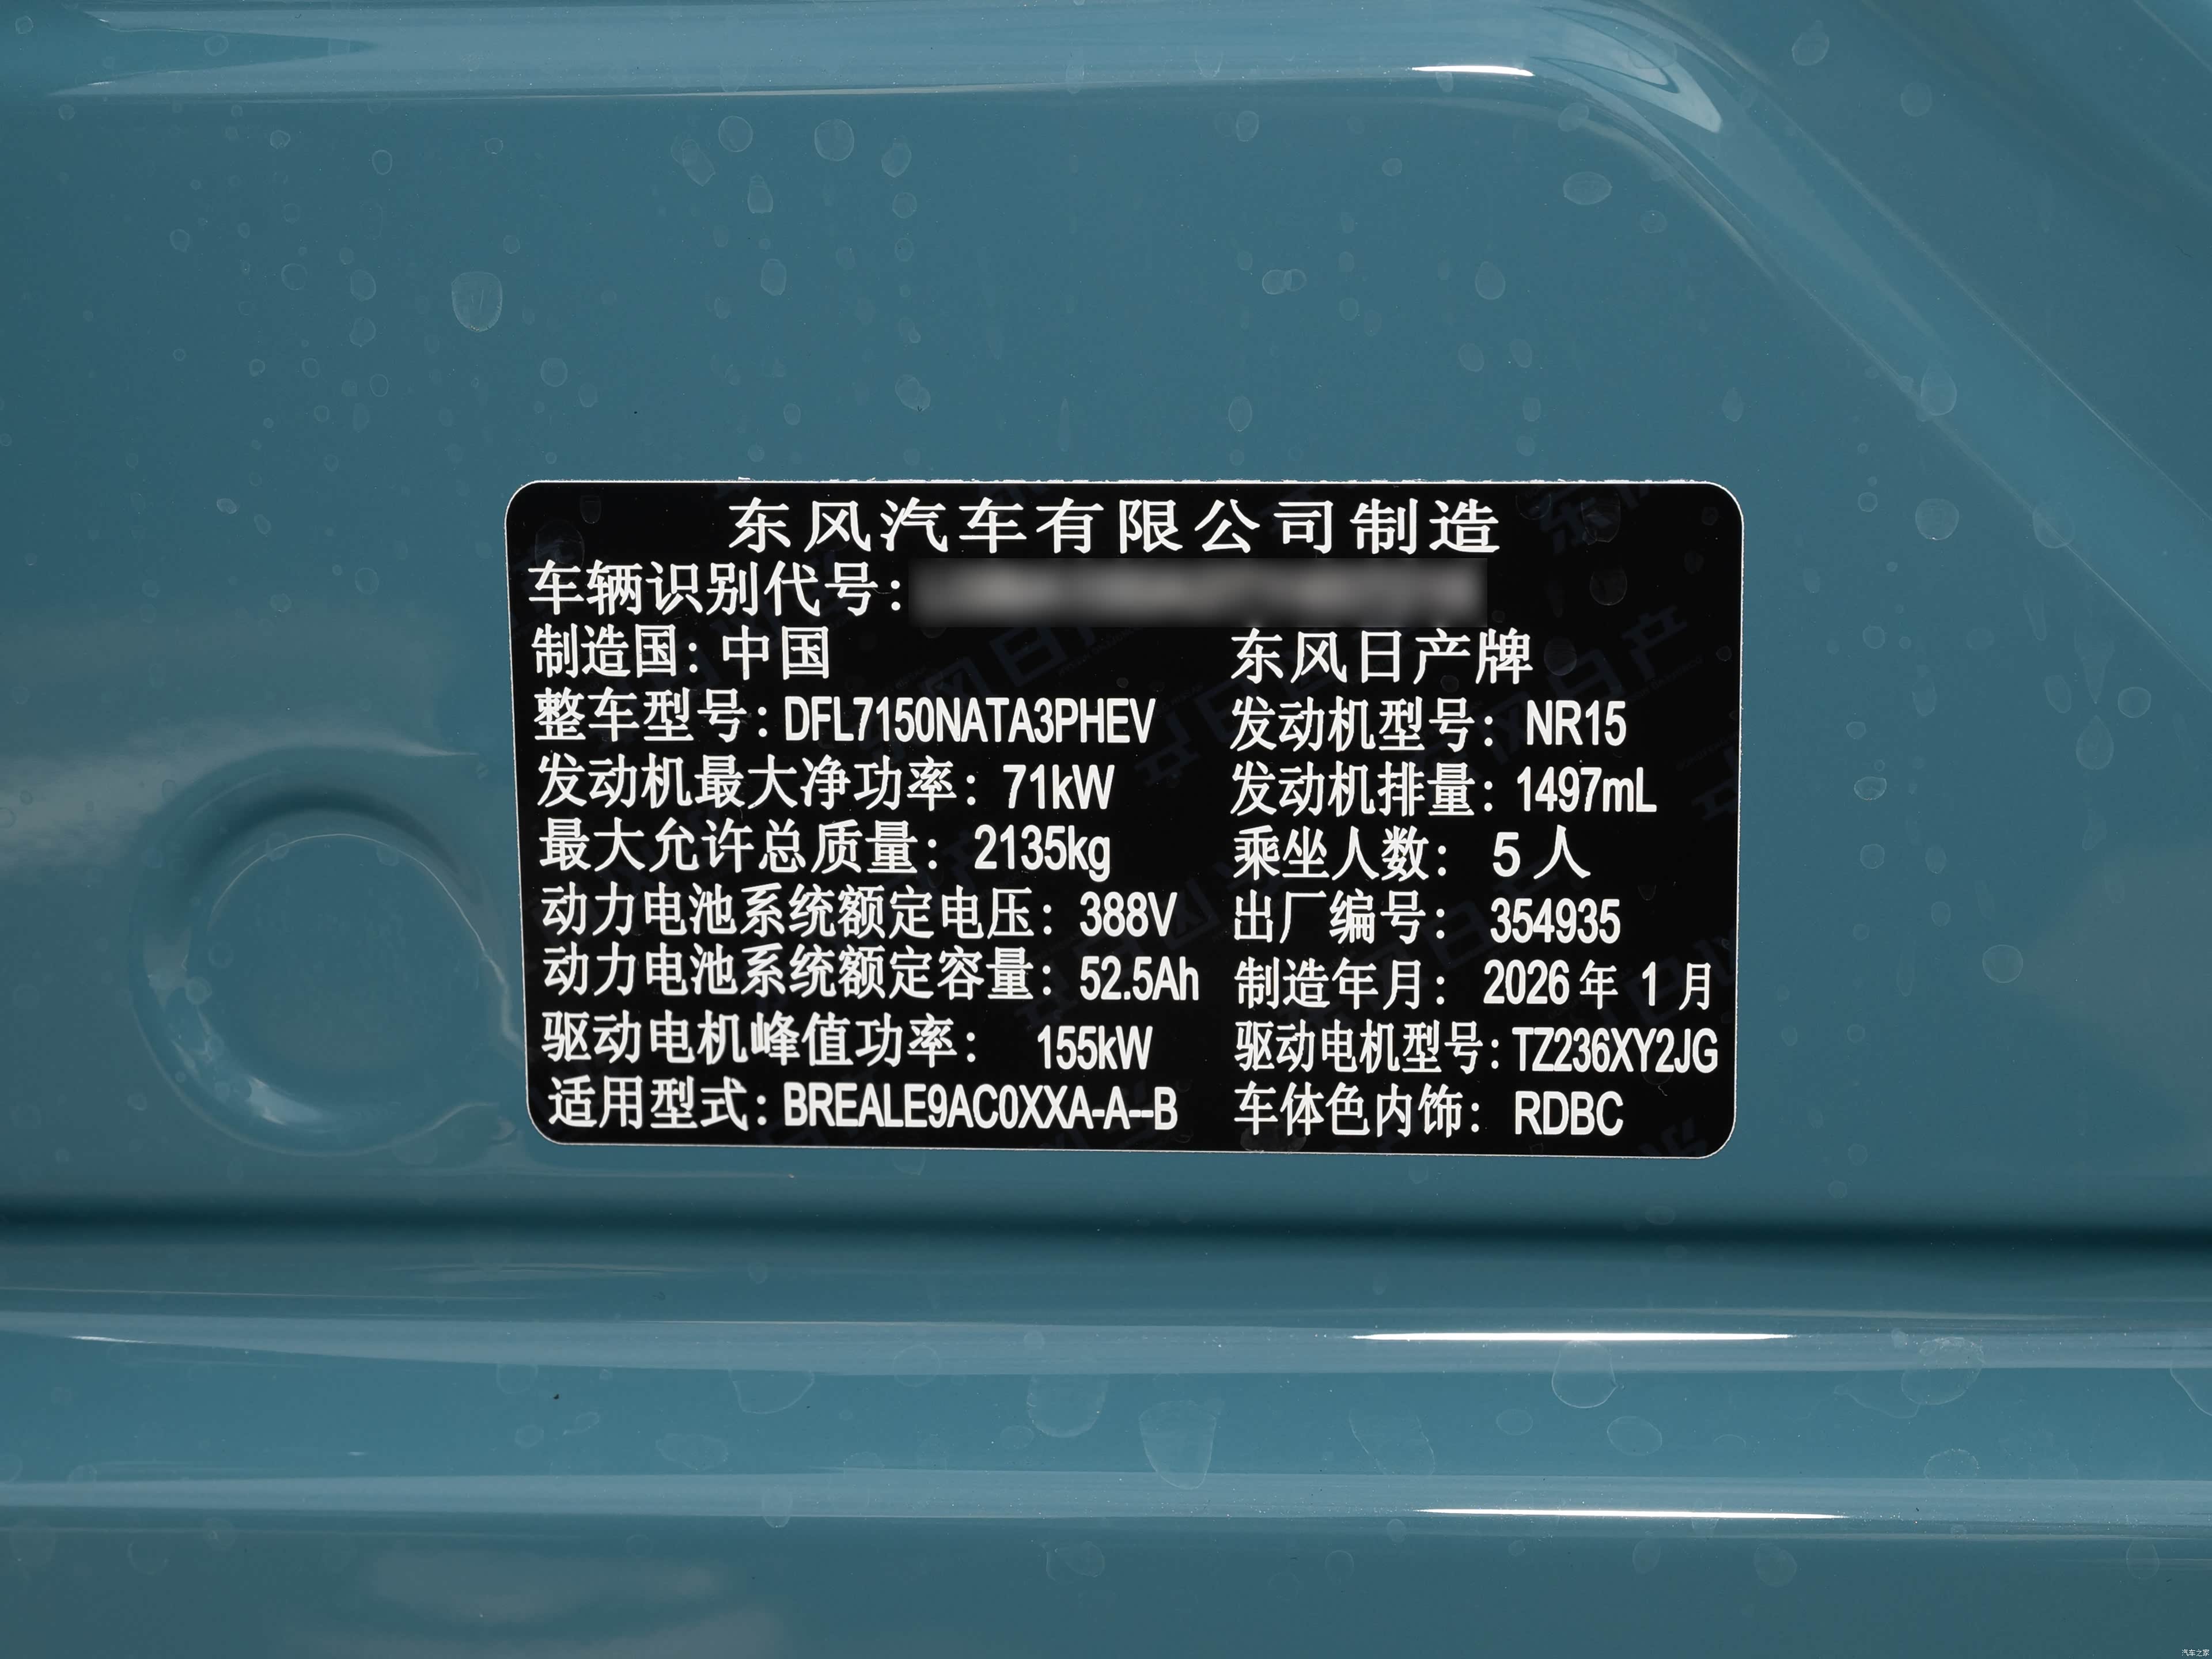 东风汽车有限公司制造
车辆识别代号：
制造国：中国 东风日产牌
整车型号：DFL7150NATA3PHEV 发动机型号：NR15
发动机最大净功率：71kW 发动机排量：1497mL
最大允许总质量：2135kg 乘坐人数：5人
动力电池系统额定电压：388V 出厂编号：354935
动力电池系统额定容量：52.5Ah 制造年月：2026年1月
驱动电机峰值功率：155kW 驱动电机型号：TZ236XY2JG
适用型式：BREALE9AC0XXA-A--B 车体色内饰：RDBC
汽车之家